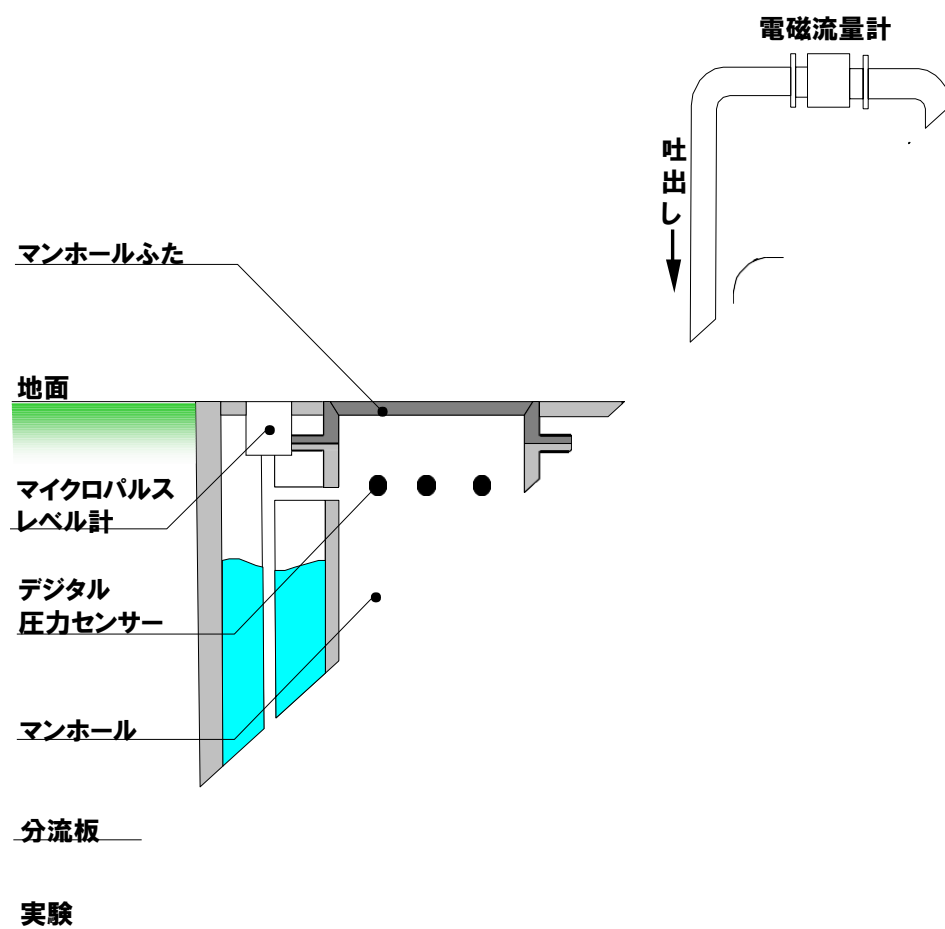 電磁流量計
吐出し
マンホールふた
地面
マイクロパルス
レベル計
デジタル
圧力センサー
マンホール
分流板
実験